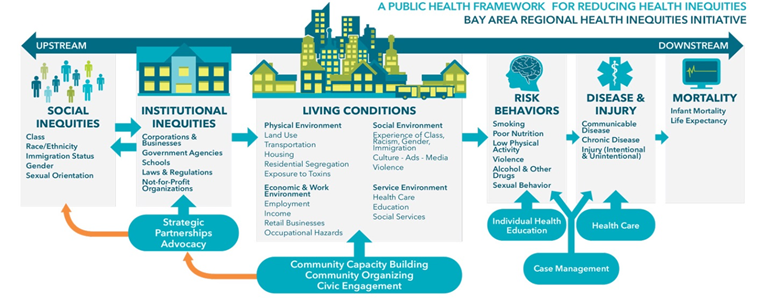 A PUBLIC HEALTH FRAMEWORK FOR REDUCING HEALTH INEQUITIES
BAY AREA REGIONAL HEALTH INEQUITIES INITIATIVE
UPSTREAM
DOWNSTREAM
SOCIAL
INEQUITIES
Class
Race/Ethnicity
Immigration Status
Gender
Sexual Orientation
INSTITUTIONAL
INEQUITIES
Corporations &
Businesses
Government Agencies
Schools
Laws & Regulations
Not-for-Profit
Organizations
LIVING CONDITIONS
Physical Environment
Land Use
Transportation
Housing
Residential Segregation
Exposure to Toxins
Economic & Work
Environment
Employment
Income
Retail Businesses
Occupational Hazards
Social Environment
Experience of Class,
Racism, Gender,
Immigration
Culture - Ads - Media
Violence
Service Environment
Health Care
Education
Social Services
RISK
BEHAVIORS
Smoking
Poor Nutrition
Low Physical
Activity
Violence
Alcohol & Other
Drugs
Sexual Behavior
DISEASE &
INJURY
Communicable
Disease
Chronic Disease
Injury (Intentional
& Unintentional)
MORTALITY
Infant Mortality
Life Expectancy
Strategic
Partnerships
Advocacy
Community Capacity Building
Community Organizing
Civic Engagement
Individual Health
Education
Health Care
Case Management